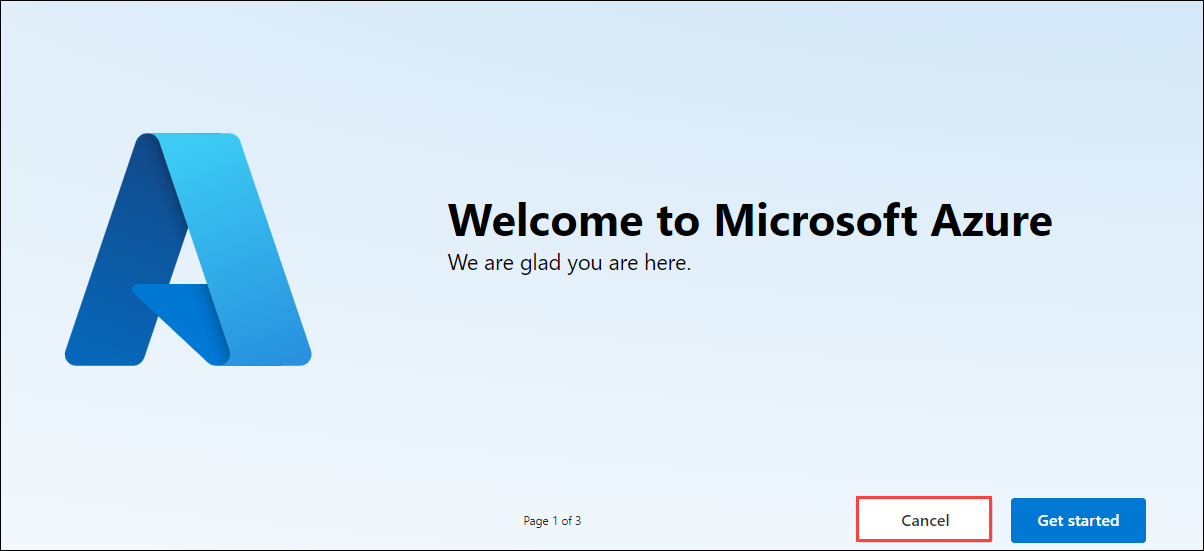 Welcome to Microsoft Azure
We are glad you are here.
Page 1 of 3
Cancel
Get started